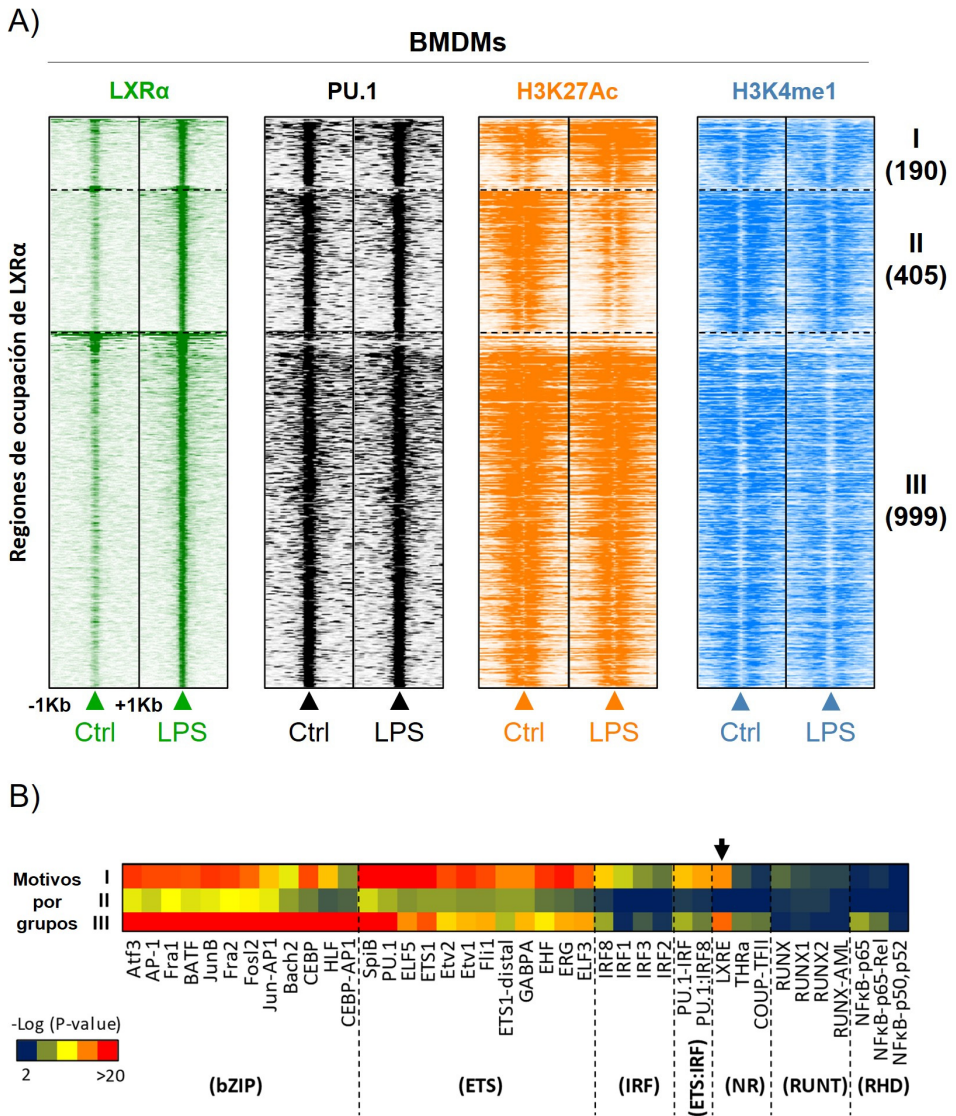 A)
BMDMs
LXRα PU.1 H3K27Ac H3K4me1
Regiones de ocupación de LXRα
I
(190)
II
(405)
III
(999)
-1Kb +1Kb
Ctrl LPS Ctrl LPS Ctrl LPS Ctrl LPS
B)
Motivos I
por II
grupos III
Atf3
AP-1
Fra1
BATF
JunB
Fra2
Fosl2
Jun-AP1
Bach2
CEBP
HLF
CEBP-AP1
SpiB
PU.1
ELF5
ETS1
Etv2
Etv1
Fli1
ETS1-distal
GABPA
EHF
ERG
ELF3
IRF8
IRF1
IRF3
IRF2
PU.1-IRF
PU.1:IRF8
LXRE
THRa
COUP-TFII
RUNX
RUNX1
RUNX2
RUNX-AML
NFκB-p65
NFκB-p65-Rel
NFκB-p50,p52
-Log (P-value)
2 >20
(bZIP) (ETS) (IRF) (ETS:IRF) (NR) (RUNT) (RHD)